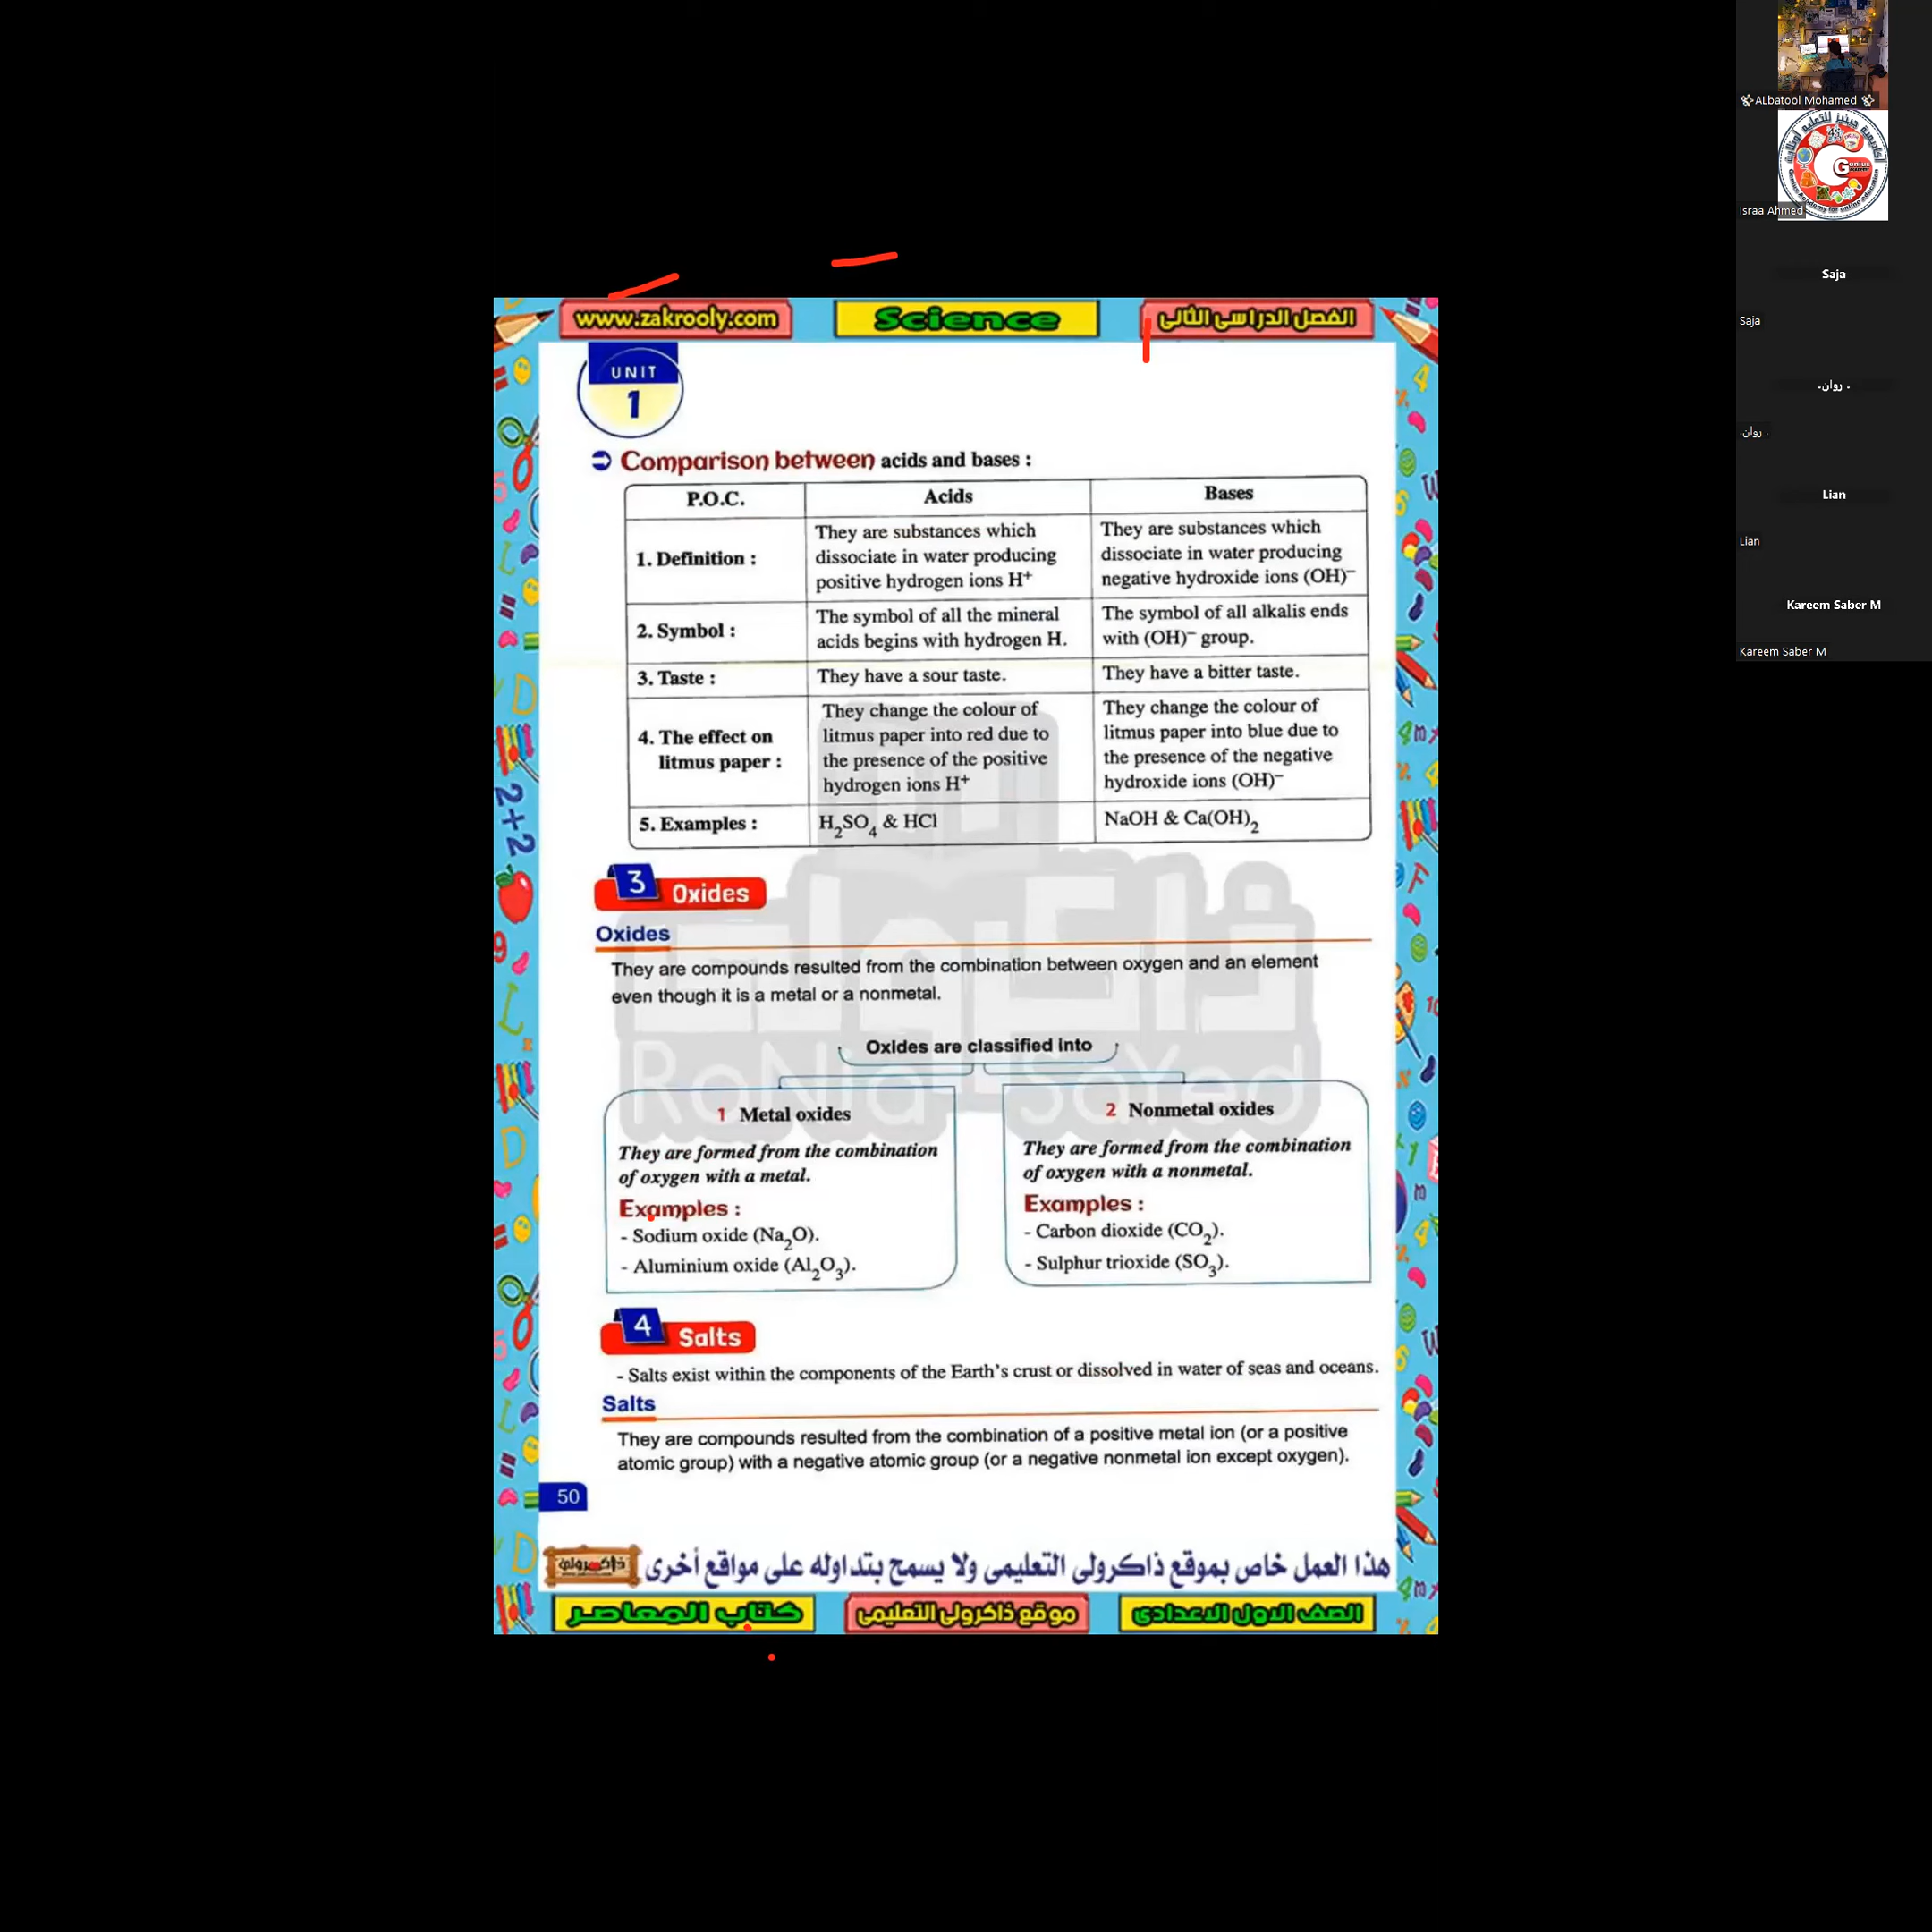 www.zakrooly.com
Science
الفصل الدراسى الثانى
UNIT
1
Comparison between acids and bases :
P.O.C.
Acids
Bases
1. Definition :
They are substances which
dissociate in water producing
positive hydrogen ions H⁺
They are substances which
dissociate in water producing
negative hydroxide ions (OH)⁻
2. Symbol :
The symbol of all the mineral
acids begins with hydrogen H.
The symbol of all alkalis ends
with (OH)⁻ group.
3. Taste :
They have a sour taste.
They have a bitter taste.
4. The effect on
litmus paper :
They change the colour of
litmus paper into red due to
the presence of the positive
hydrogen ions H⁺
They change the colour of
litmus paper into blue due to
the presence of the negative
hydroxide ions (OH)⁻
5. Examples :
H₂SO₄ & HCl
NaOH & Ca(OH)₂
3 Oxides
Oxides
They are compounds resulted from the combination between oxygen and an element
even though it is a metal or a nonmetal.
Oxides are classified into
1 Metal oxides
They are formed from the combination
of oxygen with a metal.
Examples :
- Sodium oxide (Na₂O).
- Aluminium oxide (Al₂O₃).
2 Nonmetal oxides
They are formed from the combination
of oxygen with a nonmetal.
Examples :
- Carbon dioxide (CO₂).
- Sulphur trioxide (SO₃).
4 Salts
- Salts exist within the components of the Earth's crust or dissolved in water of seas and oceans.
Salts
They are compounds resulted from the combination of a positive metal ion (or a positive
atomic group) with a negative atomic group (or a negative nonmetal ion except oxygen).
50
هذا العمل خاص بموقع ذاكرولى التعليمى ولا يسمح بتداوله على مواقع أخرى
ذاكرولى
الصف الاول الاعدادى
موقع ذاكرولى التعليمى
كتاب المعاصر
ذاكرولى
RaNia SaYed
ALbatool Mohamed
Genius
Israa Ahmed
Saja
Saja
. روان.
. روان.
Lian
Lian
Kareem Saber M
Kareem Saber M